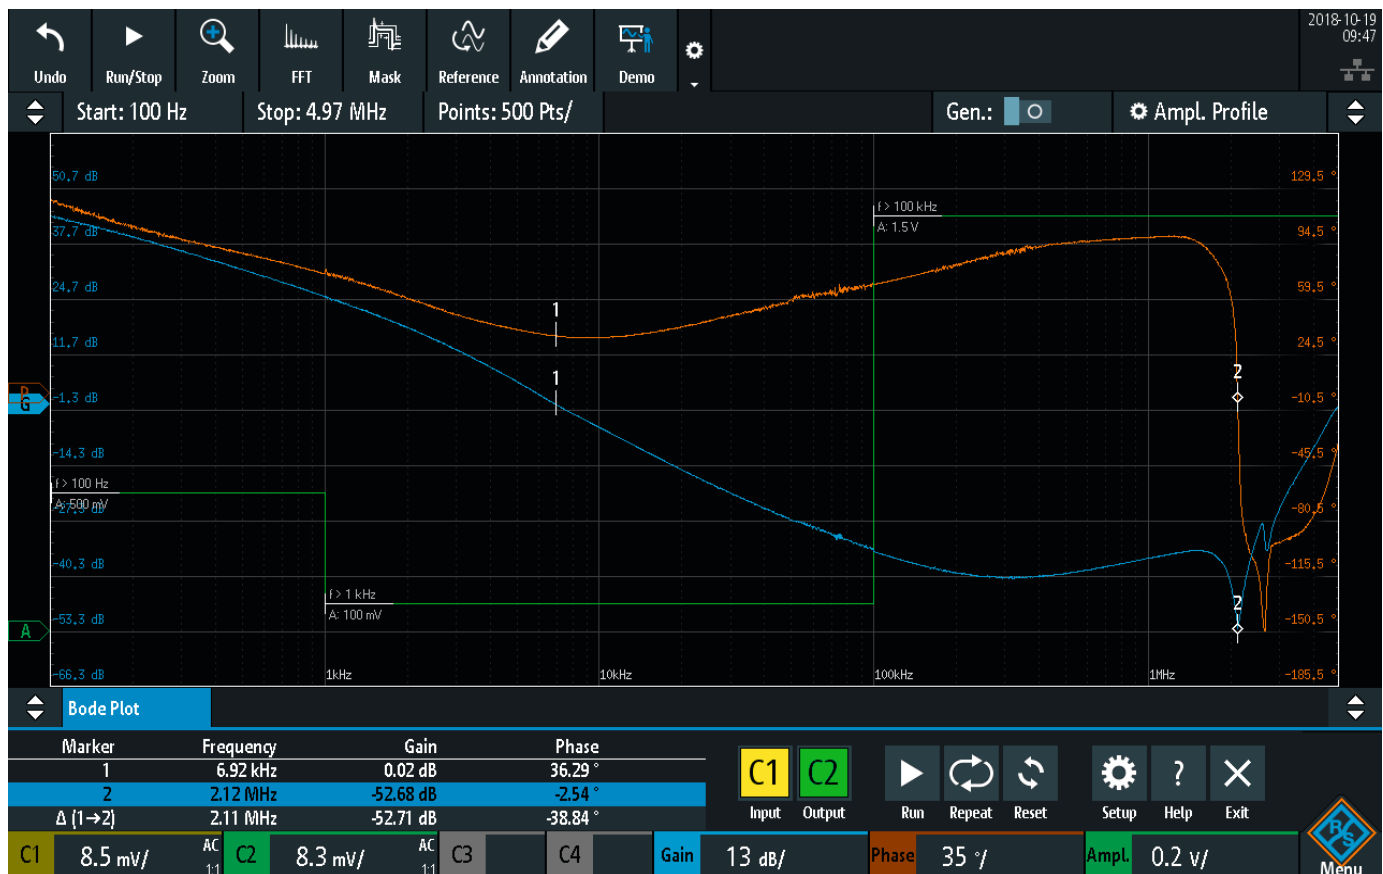 2018-10-19
09:47
Undo Run/Stop Zoom FFT Mask Reference Annotation Demo
Start: 100 Hz Stop: 4.97 MHz Points: 500 Pts/ Gen.: Ampl. Profile
50.7 dB 129.5 °
f > 100 kHz
A: 1.5 V
37.7 dB 94.5 °
24.7 dB 59.5 °
1
11.7 dB 24.5 °
1 2
P
G -1.3 dB -10.5 °
-14.3 dB -45.5 °
f > 100 Hz
A: 500 mV
-27.3 dB -80.5 °
-40.3 dB -115.5 °
f > 1 kHz
A: 100 mV
2
A -53.3 dB -150.5 °
-66.3 dB 1kHz 10kHz 100kHz 1MHz -185.5 °
Bode Plot
Marker Frequency Gain Phase
1 6.92 kHz 0.02 dB 36.29 °
2 2.12 MHz -52.68 dB -2.54 °
Δ (1→2) 2.11 MHz -52.71 dB -38.84 °
C1 C2
Input Output Run Repeat Reset Setup Help Exit
C1 8.5 mV/ AC 1:1 C2 8.3 mV/ AC 1:1 C3 C4 Gain 13 dB/ Phase 35 °/ Ampl. 0.2 V/
R&S
Menu